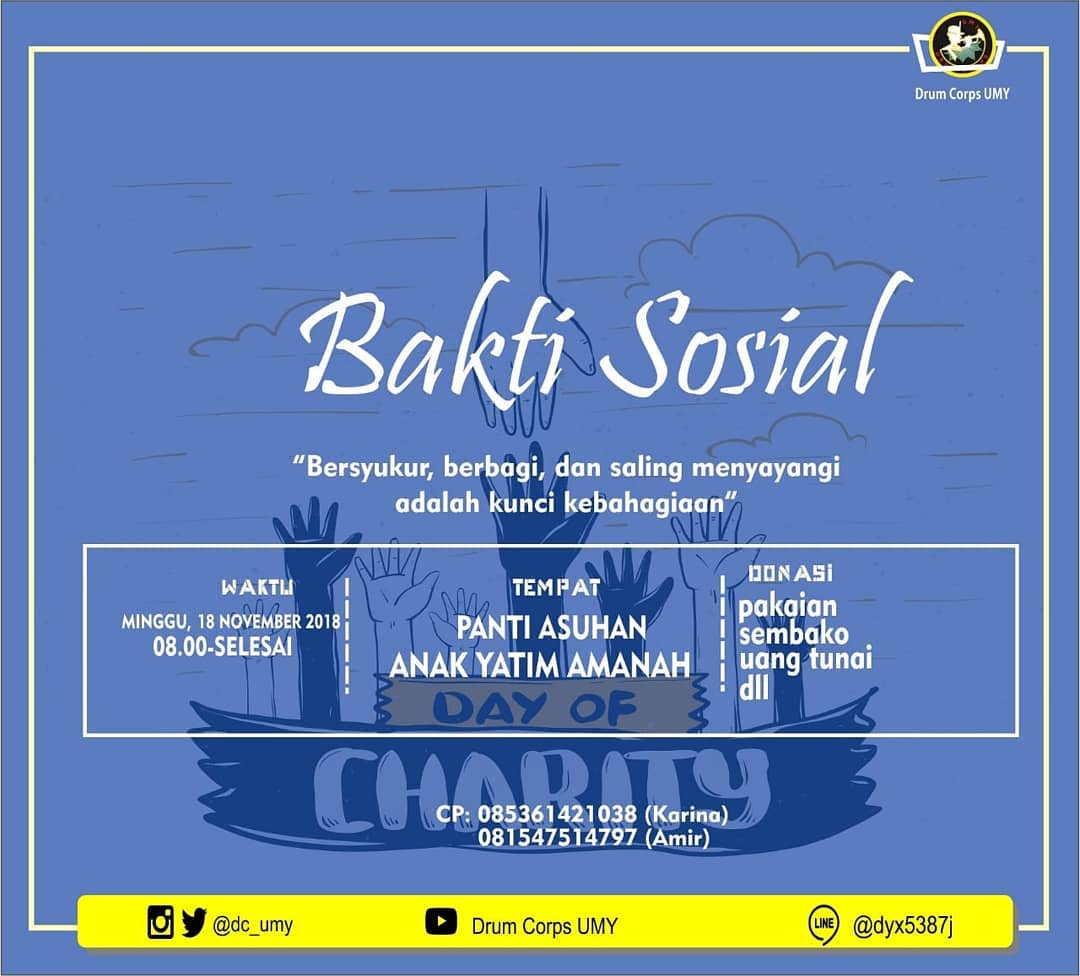 Drum Corps UMY
Bakti Sosial
"Bersyukur, berbagi, dan saling menyayangi
adalah kunci kebahagiaan"
WAKTU
MINGGU, 18 NOVEMBER 2018
08.00-SELESAI
TEMPAT
PANTI ASUHAN
ANAK YATIM AMANAH
DONASi
pakaian
sembako
uang tunai
dll
DAY OF
CHARITY
CP: 085361421038 (Karina)
081547514797 (Amir)
@dc_umy
Drum Corps UMY
LINE
@dyx5387j